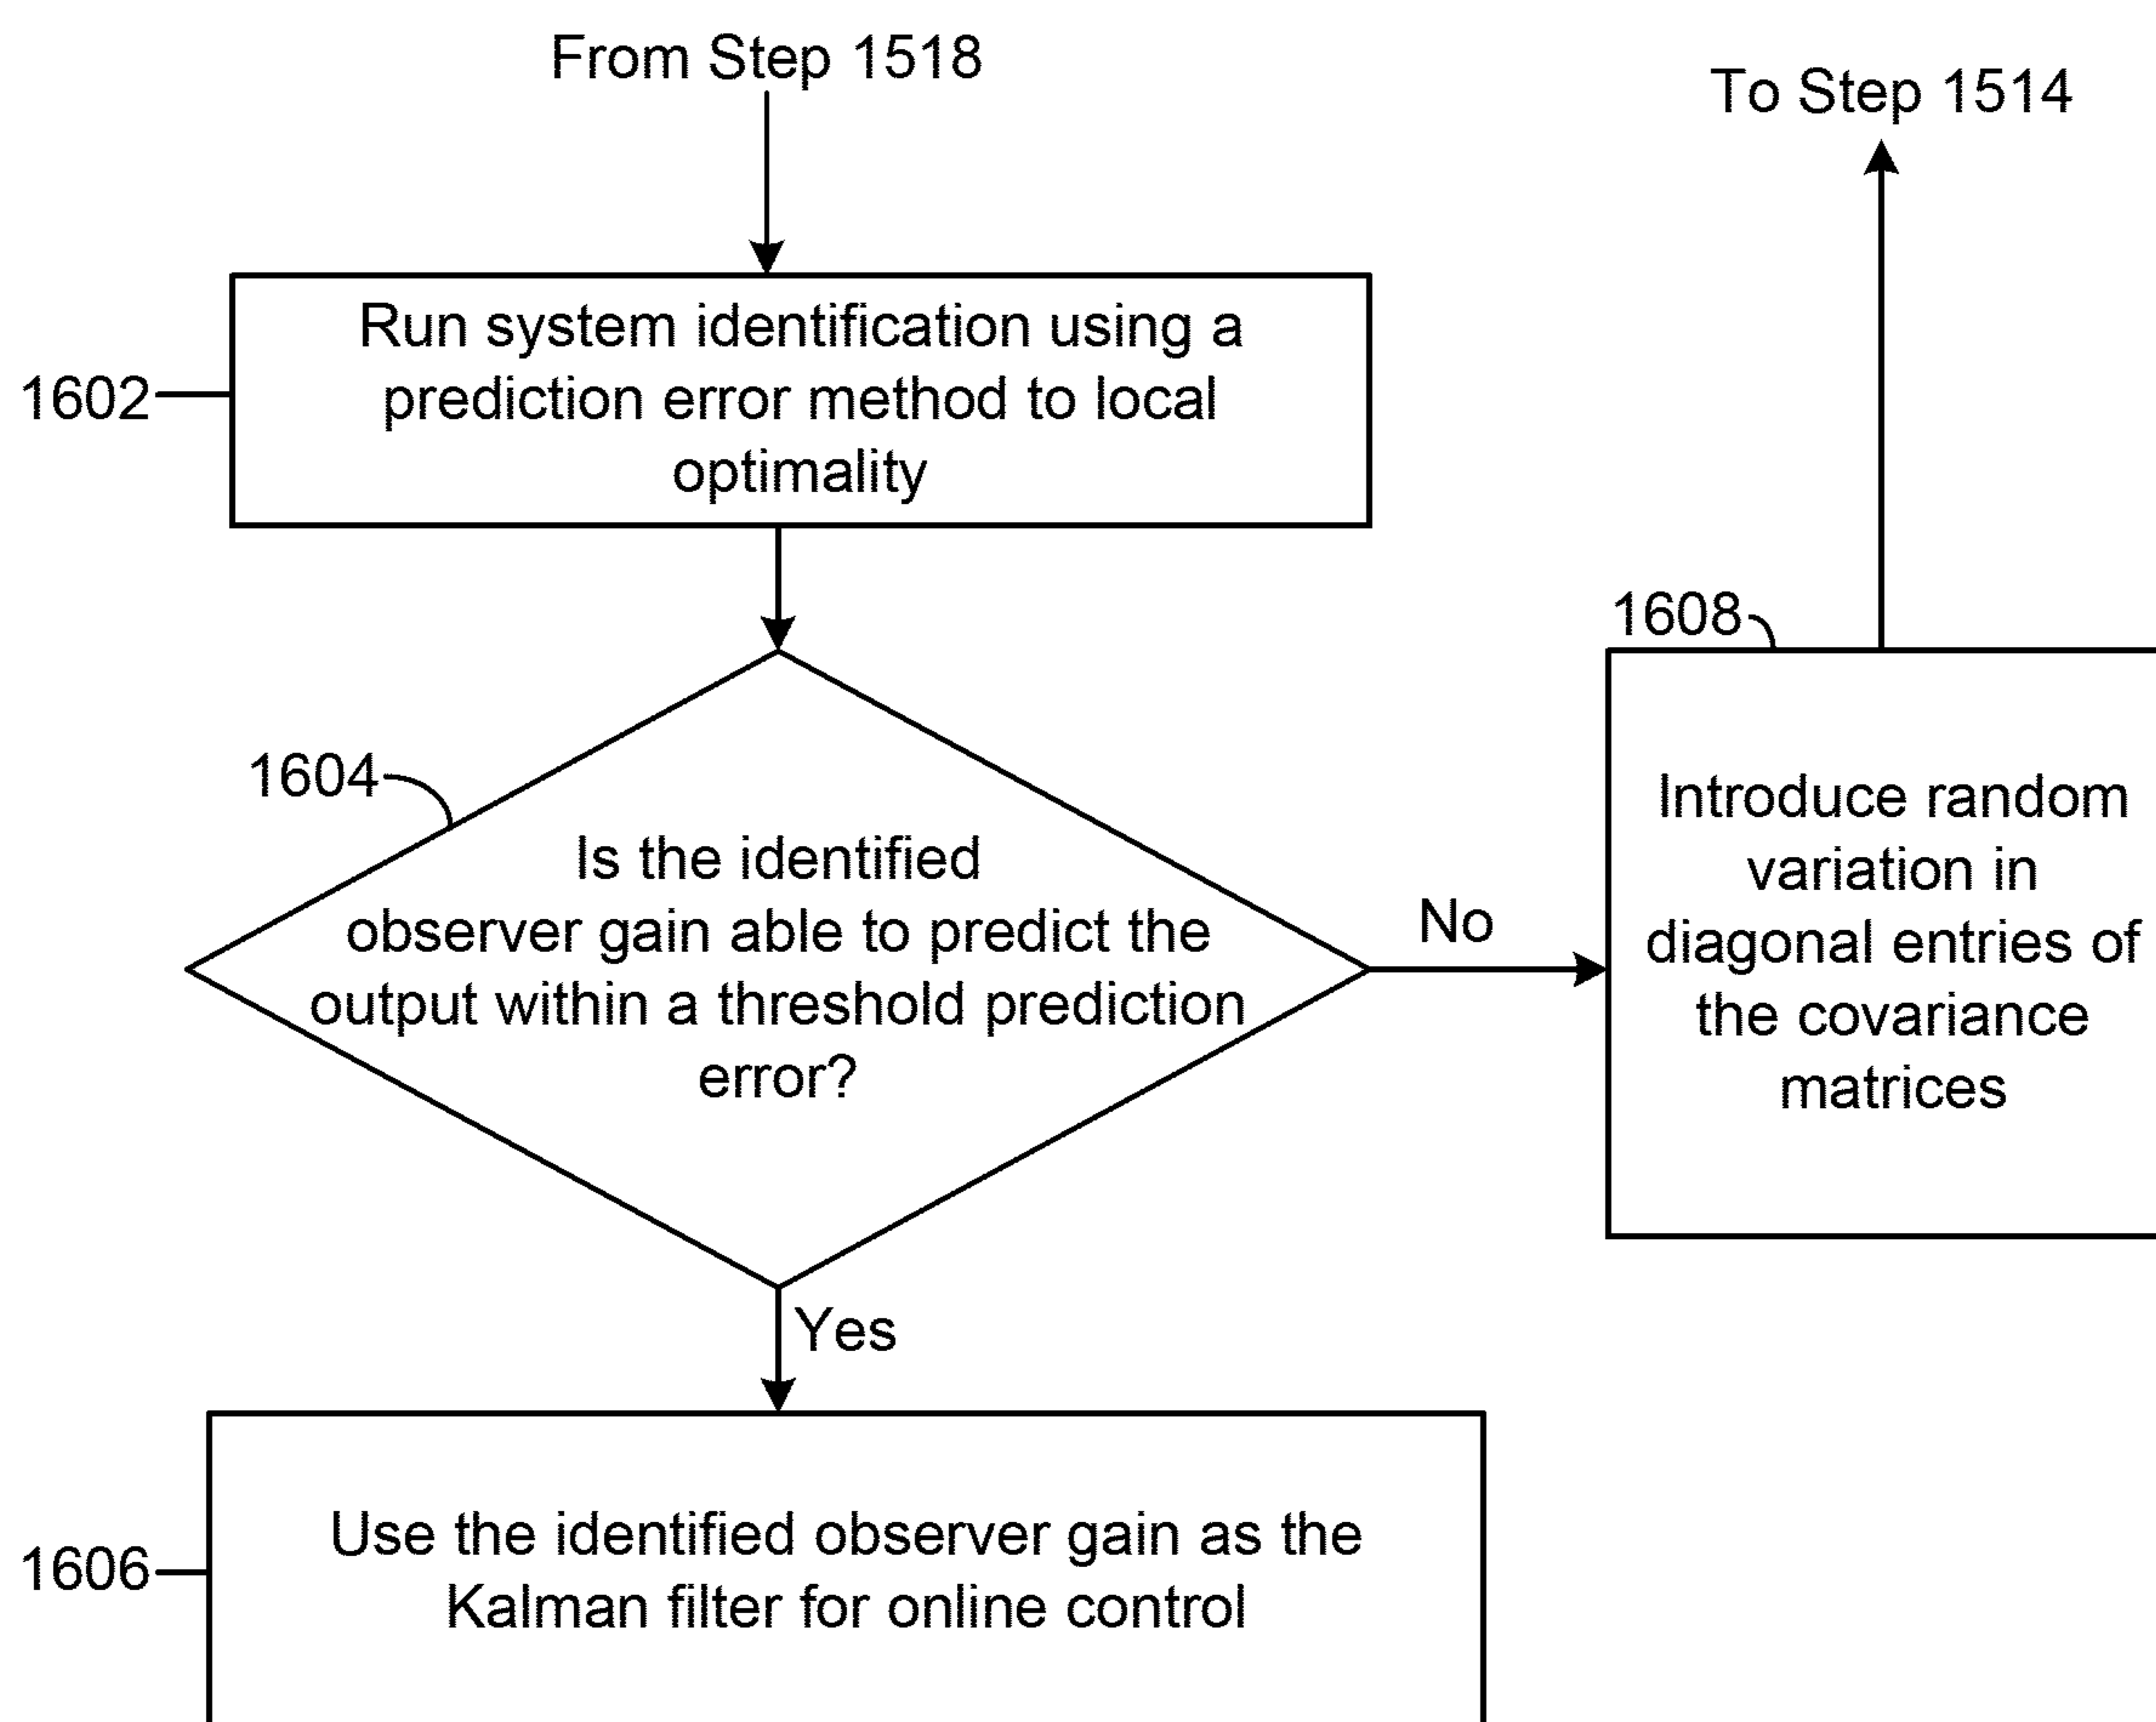 From Step 1518
To Step 1514
Run system identification using a
prediction error method to local
optimality
1602
1608
1604
Is the identified
observer gain able to predict the
output within a threshold prediction
error?
No
Introduce random
variation in
diagonal entries of
the covariance
matrices
Yes
Use the identified observer gain as the
Kalman filter for online control
1606